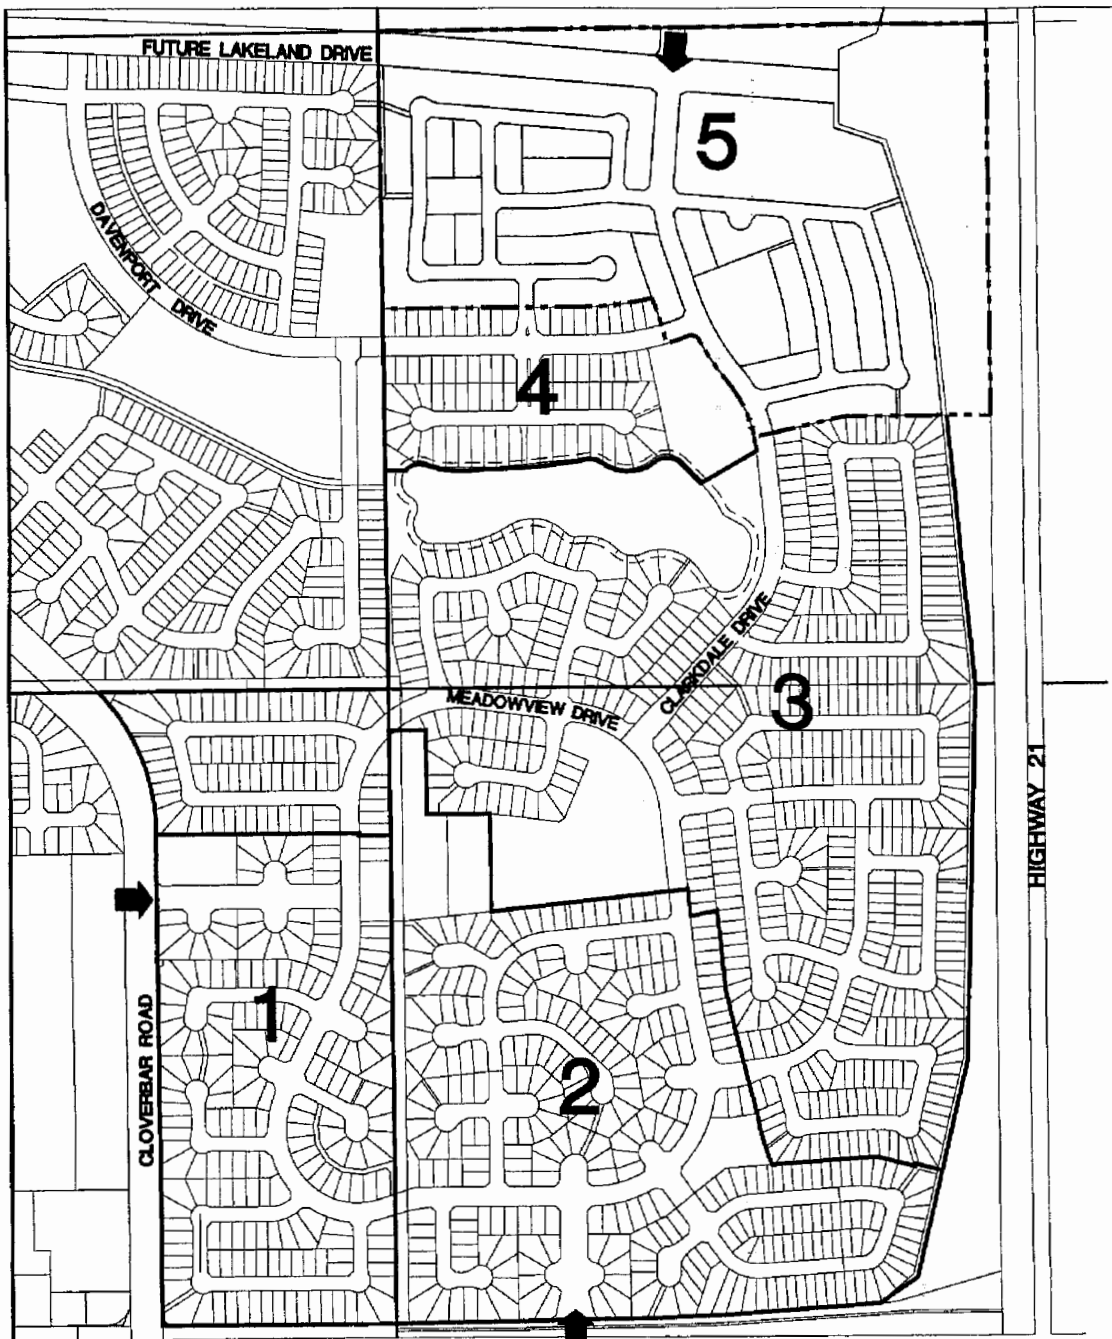 FUTURE LAKELAND DRIVE
5
DAVENPORT DRIVE
4
CLARKDALE DRIVE
MEADOWVIEW DRIVE
3
HIGHWAY 21
1
CLOVERBAR ROAD
2